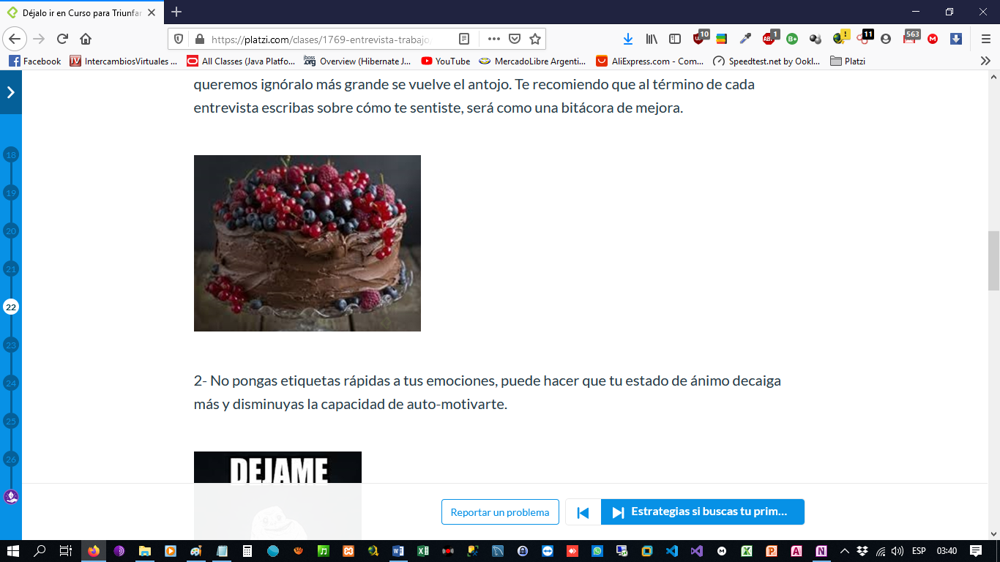 Déjalo ir en Curso para Triunfar
https://platzi.com/clases/1769-entrevista-trabajo/
10
1
11
563
Facebook
IntercambiosVirtuales ...
All Classes (Java Platfo...
Overview (Hibernate J...
YouTube
MercadoLibre Argenti...
AliExpress.com - Com...
Speedtest.net by Ookl...
Platzi
queremos ignóralo más grande se vuelve el antojo. Te recomiendo que al término de cada
entrevista escribas sobre cómo te sentiste, será como una bitácora de mejora.
18
19
20
21
22
23
24
25
26
2- No pongas etiquetas rápidas a tus emociones, puede hacer que tu estado de ánimo decaiga
más y disminuyas la capacidad de auto-motivarte.
DEJAME
Reportar un problema
Estrategias si buscas tu prim...
ESP
03:40